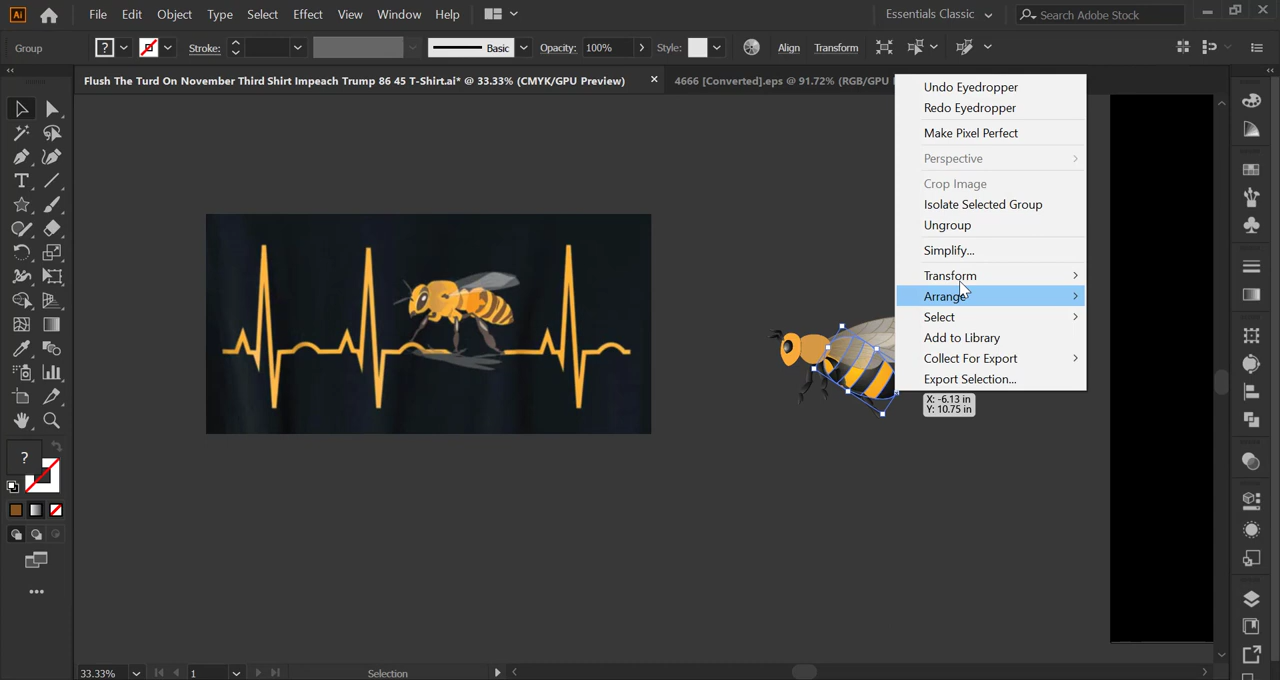 Ai File Edit Object Type Select Effect View Window Help Essentials Classic Search Adobe Stock
Group ? Stroke: Basic Opacity: 100% Style: Align Transform
Flush The Turd On November Third Shirt Impeach Trump 86 45 T-Shirt.ai* @ 33.33% (CMYK/GPU Preview) 4666 [Converted].eps @ 91.72% (RGB/GPU
Undo Eyedropper
Redo Eyedropper
Make Pixel Perfect
Perspective
Crop Image
Isolate Selected Group
Ungroup
Simplify...
Transform
Arrange
Select
Add to Library
Collect For Export
Export Selection...
X: -6.13 in
Y: 10.75 in
?
33.33% 1 Selection